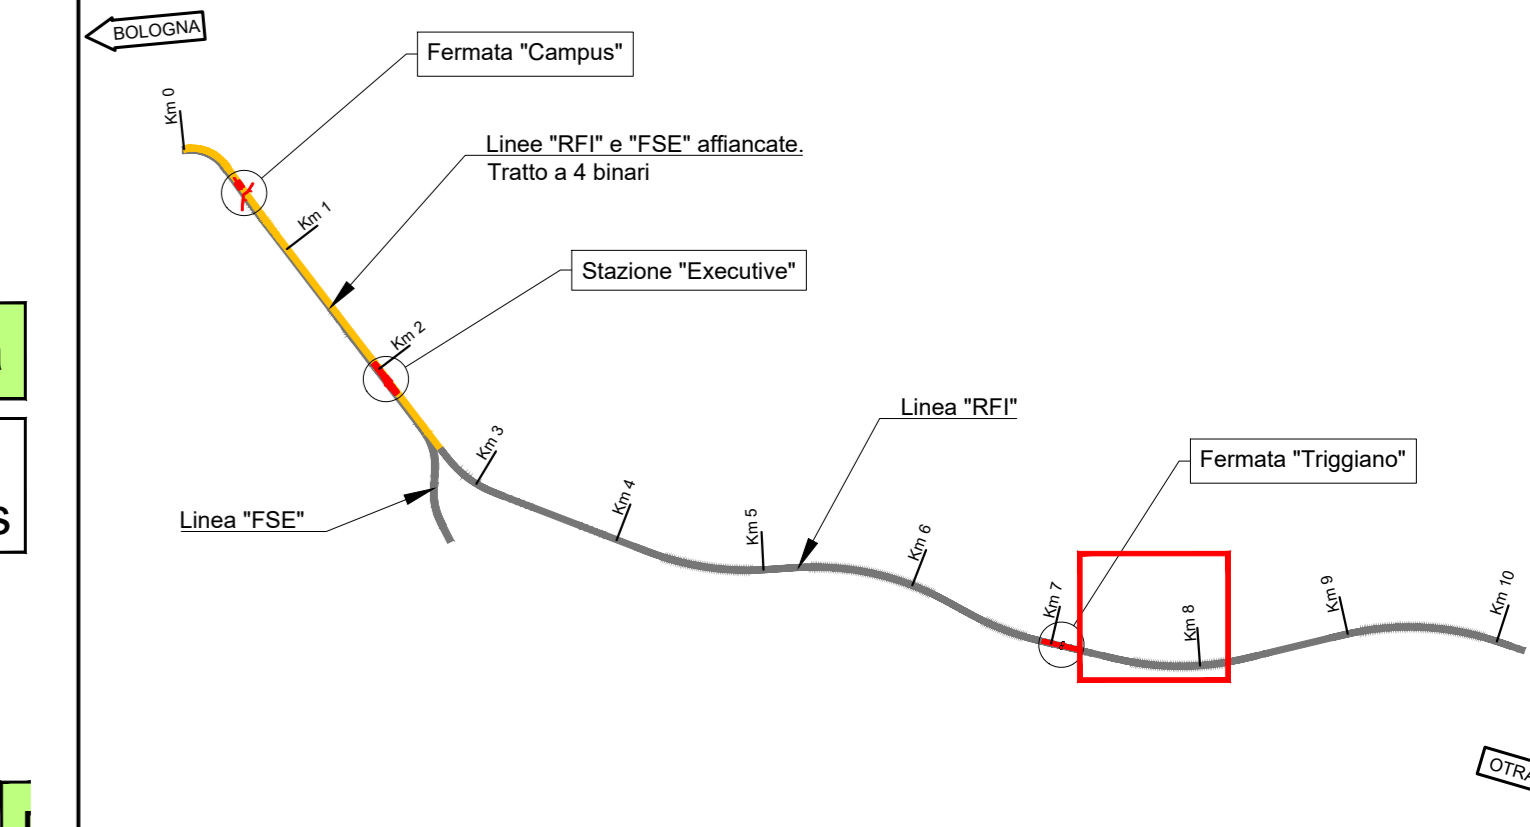 BOLOGNA
Fermata "Campus"
Km 0
Linee "RFI" e "FSE" affiancate.
Tratto a 4 binari
Km 1
Stazione "Executive"
Km 2
Linea "RFI"
Km 3
Fermata "Triggiano"
Km 4
Linea "FSE"
Km 5
Km 6
Km 7
Km 8
Km 9
Km 10